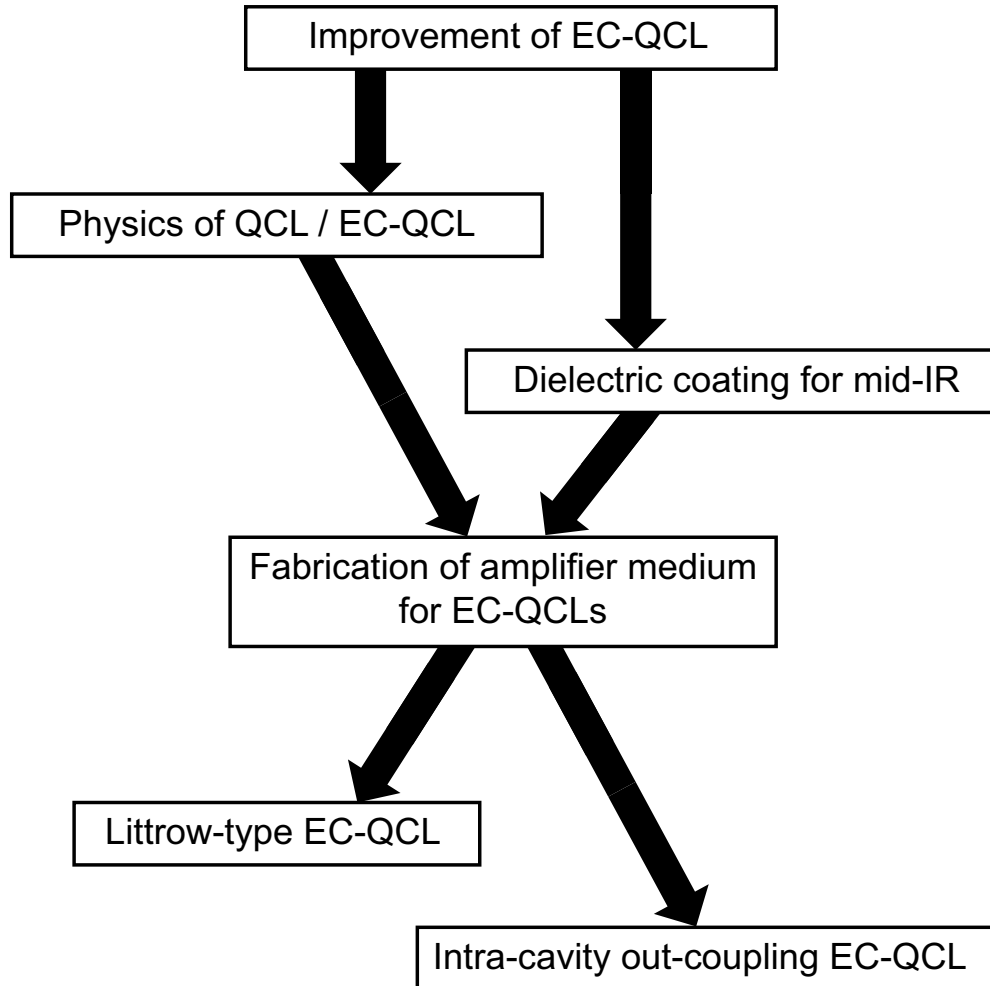 Improvement of EC-QCL
Physics of QCL / EC-QCL
Dielectric coating for mid-IR
Fabrication of amplifier medium
for EC-QCLs
Littrow-type EC-QCL
Intra-cavity out-coupling EC-QCL